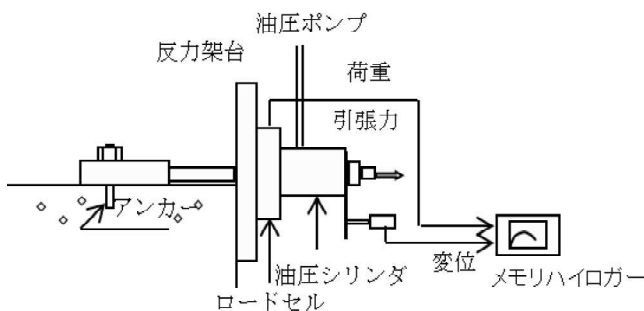 油圧ポンプ
反力架台
荷重
引張力
アンカー
油圧シリンダ
変位
メモリハイロガー
ロードセル